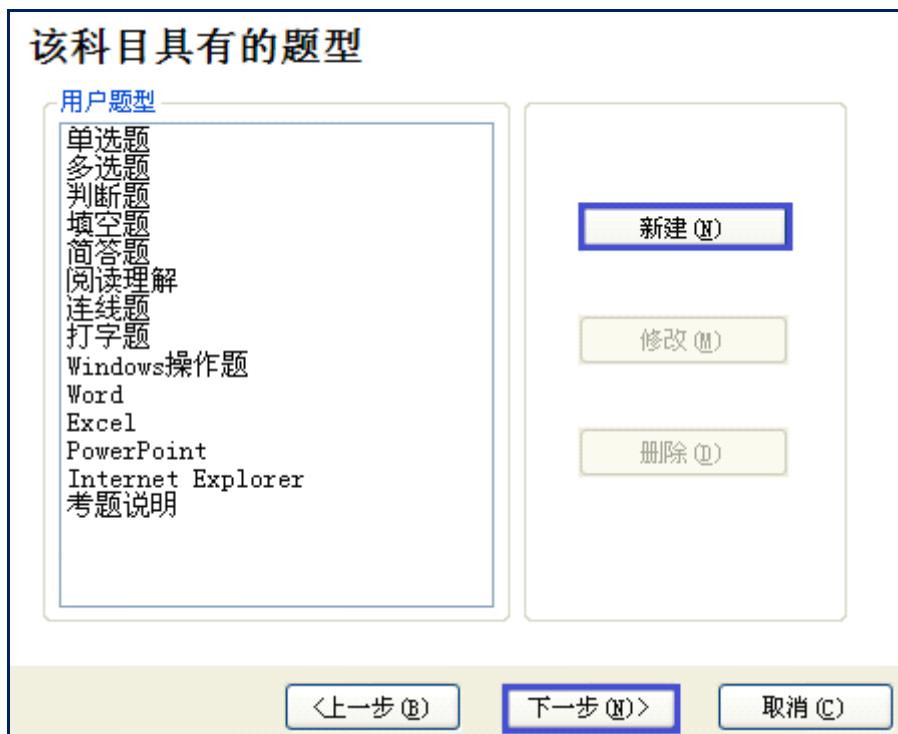 该科目具有的题型
用户题型
单选题
多选题
判断题
填空题
简答题
阅读理解
连线题
打字题
Windows操作题
Word
Excel
PowerPoint
Internet Explorer
考题说明
新建(N)
修改(M)
删除(D)
<上一步(B)
下一步(N)>
取消(C)